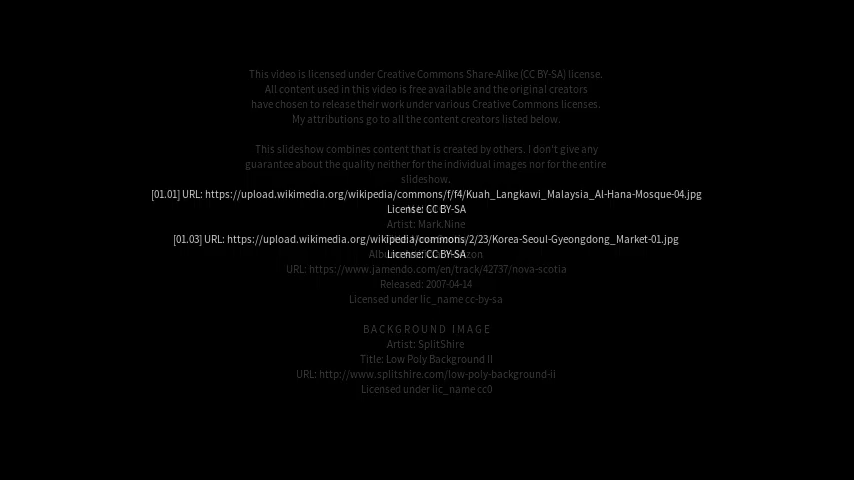 This video is licensed under Creative Commons Share-Alike (CC BY-SA) license.
All content used in this video is free available and the original creators
have chosen to release their work under various Creative Commons licenses.
My attributions go to all the content creators listed below.
This slideshow combines content that is created by others. I don't give any
guarantee about the quality neither for the individual images nor for the entire
slideshow.
[01.01] URL: https://upload.wikimedia.org/wikipedia/commons/f/f4/Kuah_Langkawi_Malaysia_Al-Hana-Mosque-04.jpg
License: CC BY-SA
Artist: Mark.Nine
[01.03] URL: https://upload.wikimedia.org/wikipedia/commons/2/23/Korea-Seoul-Gyeongdong_Market-01.jpg
License: CC BY-SA
URL: https://www.jamendo.com/en/track/42737/nova-scotia
Released: 2007-04-14
Licensed under lic_name cc-by-sa
BACKGROUND IMAGE
Artist: SplitShire
Title: Low Poly Background II
URL: http://www.splitshire.com/low-poly-background-ii
Licensed under lic_name cc0